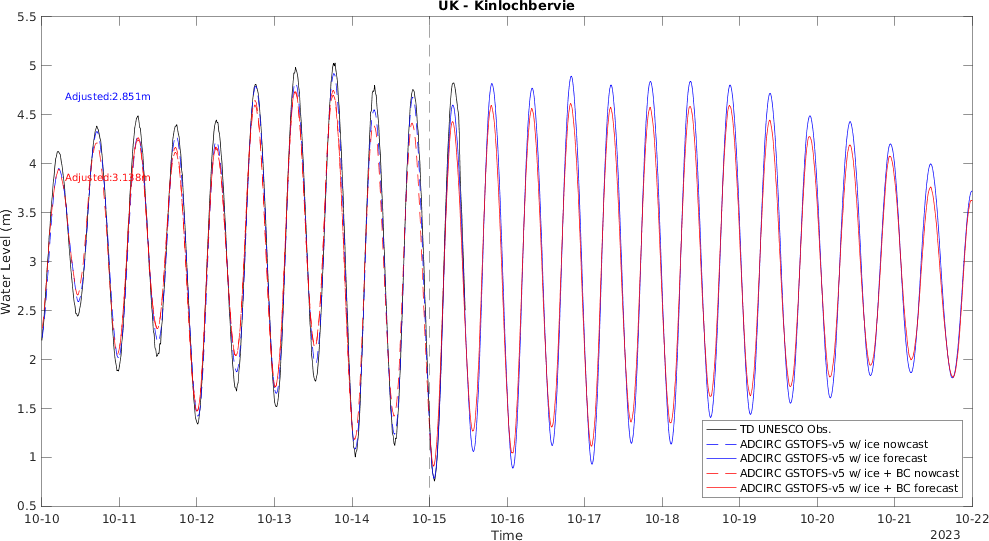 UK - Kinlochbervie
5.5
5
4.5
4
3.5
3
2.5
2
1.5
1
0.5
Water Level (m)
Adjusted:2.851m
Adjusted:3.138m
TD UNESCO Obs.
ADCIRC GSTOFS-v5 w/ ice nowcast
ADCIRC GSTOFS-v5 w/ ice forecast
ADCIRC GSTOFS-v5 w/ ice + BC nowcast
ADCIRC GSTOFS-v5 w/ ice + BC forecast
10-10 10-11 10-12 10-13 10-14 10-15 10-16 10-17 10-18 10-19 10-20 10-21 10-22
Time
2023